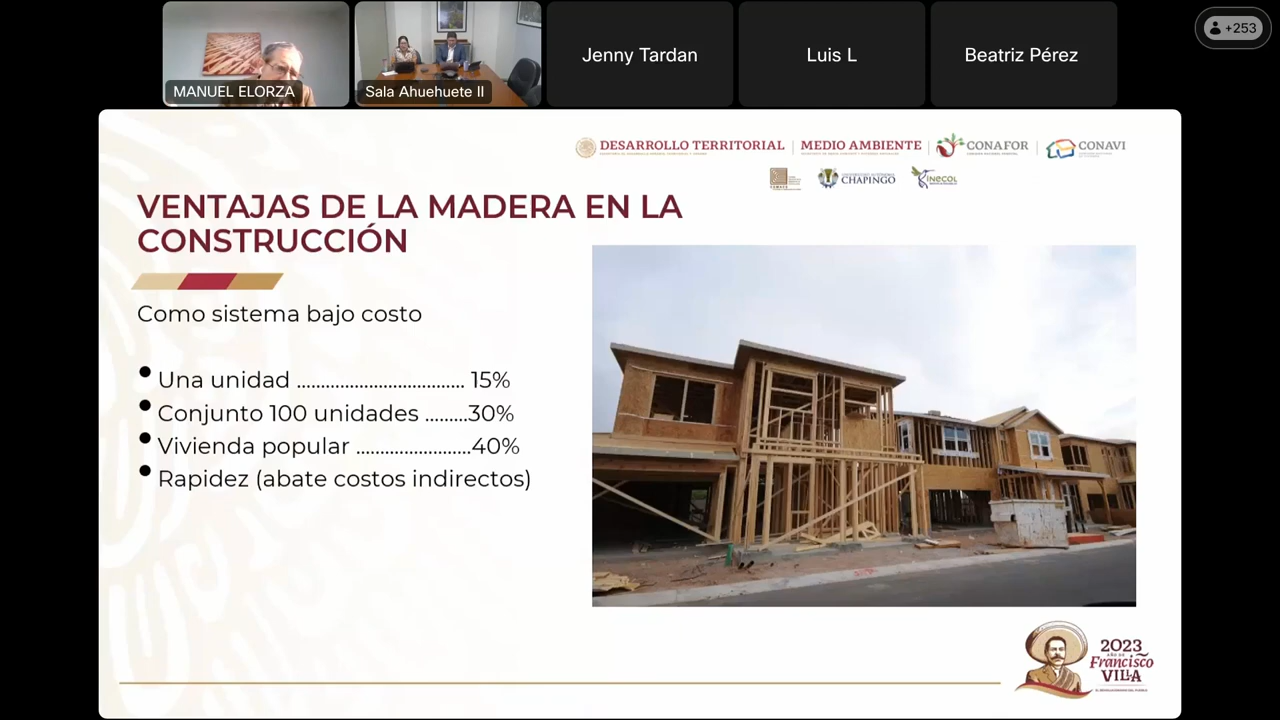 Jenny Tardan
Luis L
Beatriz Pérez
+253
MANUEL ELORZA
Sala Ahuehuete II
DESARROLLO TERRITORIAL
MEDIO AMBIENTE
CONAFOR
CONAVI
CHAPINGO
INECOL
VENTAJAS DE LA MADERA EN LA
CONSTRUCCIÓN
Como sistema bajo costo
Una unidad .................................. 15%
Conjunto 100 unidades .........30%
Vivienda popular ........................40%
Rapidez (abate costos indirectos)
2023
Francisco
VILLA